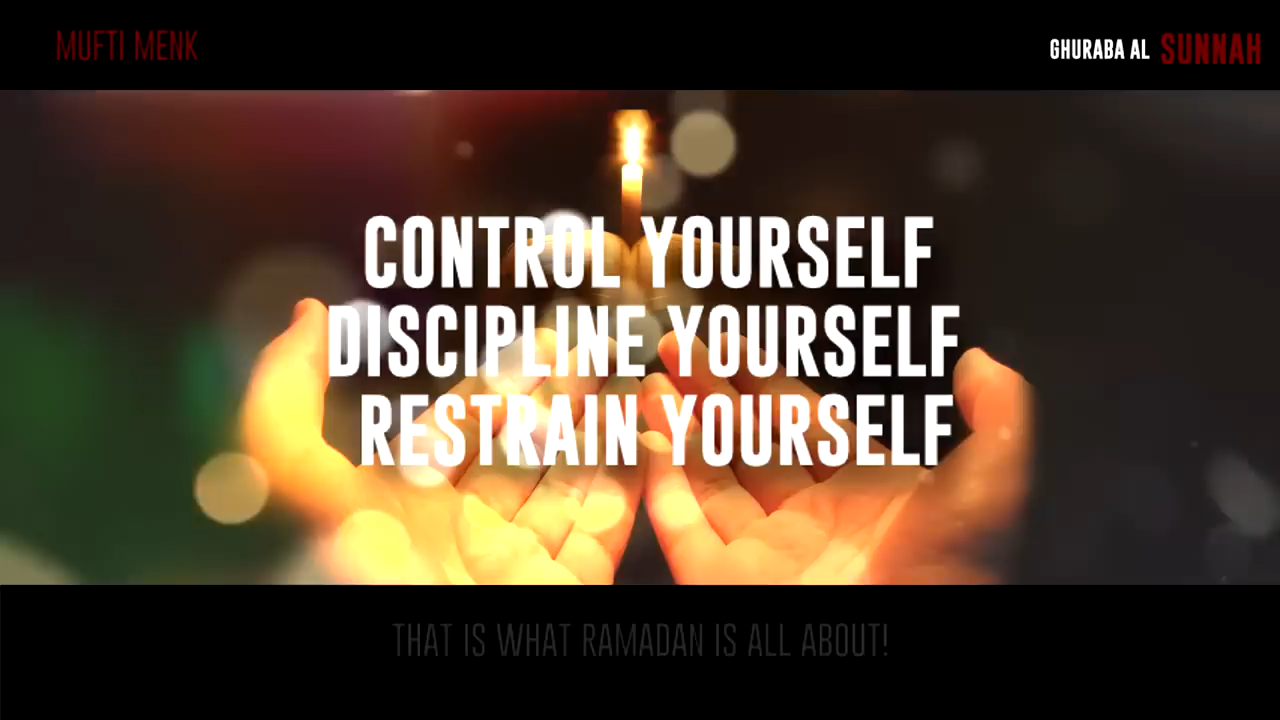 MUFTI MENK
GHURABA AL SUNNAH
CONTROL YOURSELF
DISCIPLINE YOURSELF
RESTRAIN YOURSELF
THAT IS WHAT RAMADAN IS ALL ABOUT!